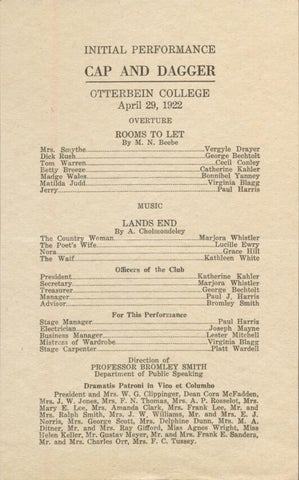 INITIAL PERFORMANCE
CAP AND DAGGER
OTTERBEIN COLLEGE
April 29, 1922
OVERTURE
ROOMS TO LET
By M. N. Beebe
Mrs. Smythe Vergyle Drayer
Dick Rush George Bechtolt
Tom Warren Cecil Conley
Betty Breeze Catherine Kahler
Madge Wales Bonnibel Yanney
Matilda Judd Virginia Blagg
Jerry Paul Harris
MUSIC
LANDS END
By A. Cholmondeley
The Country Woman Marjora Whistler
The Poet's Wife Lucille Ewry
Nora Grace Hill
The Waif Kathleen White
Officers of the Club
President Katherine Kahler
Secretary Marjora Whistler
Treasurer George Bechtolt
Manager Paul J. Harris
Advisor Bromley Smith
For This Performance
Stage Manager Paul Harris
Electrician Joseph Mayne
Business Manager Lester Mitchell
Mistress of Wardrobe Virginia Blagg
Stage Carpenter Platt Wardell
Direction of
PROFESSOR BROMLEY SMITH
Department of Public Speaking
Dramatis Patroni in Vico et Columbo
President and Mrs. W. G. Clippinger, Dean Cora McFadden,
Mrs. J. W. Jones, Mrs. F. N. Thomas, Mrs. A. P. Rosselot, Mrs.
Mary E. Lee, Mrs. Amanda Clark, Mrs. Frank Lee, Mr. and
Mrs. Ralph Smith, Mrs. J. W. Williams, Mr. and Mrs. E. J.
Norris, Mrs. George Scott, Mrs. Delphine Dunn, Mrs. M. A.
Ditmer, Mr. and Mrs. Ray Gifford, Miss Agnes Wright, Miss
Helen Keller, Mr. Gustav Meyer, Mr. and Mrs. Frank E. Sanders,
Mr. and Mrs. Charles Orr, Mrs. F. C. Tussey.